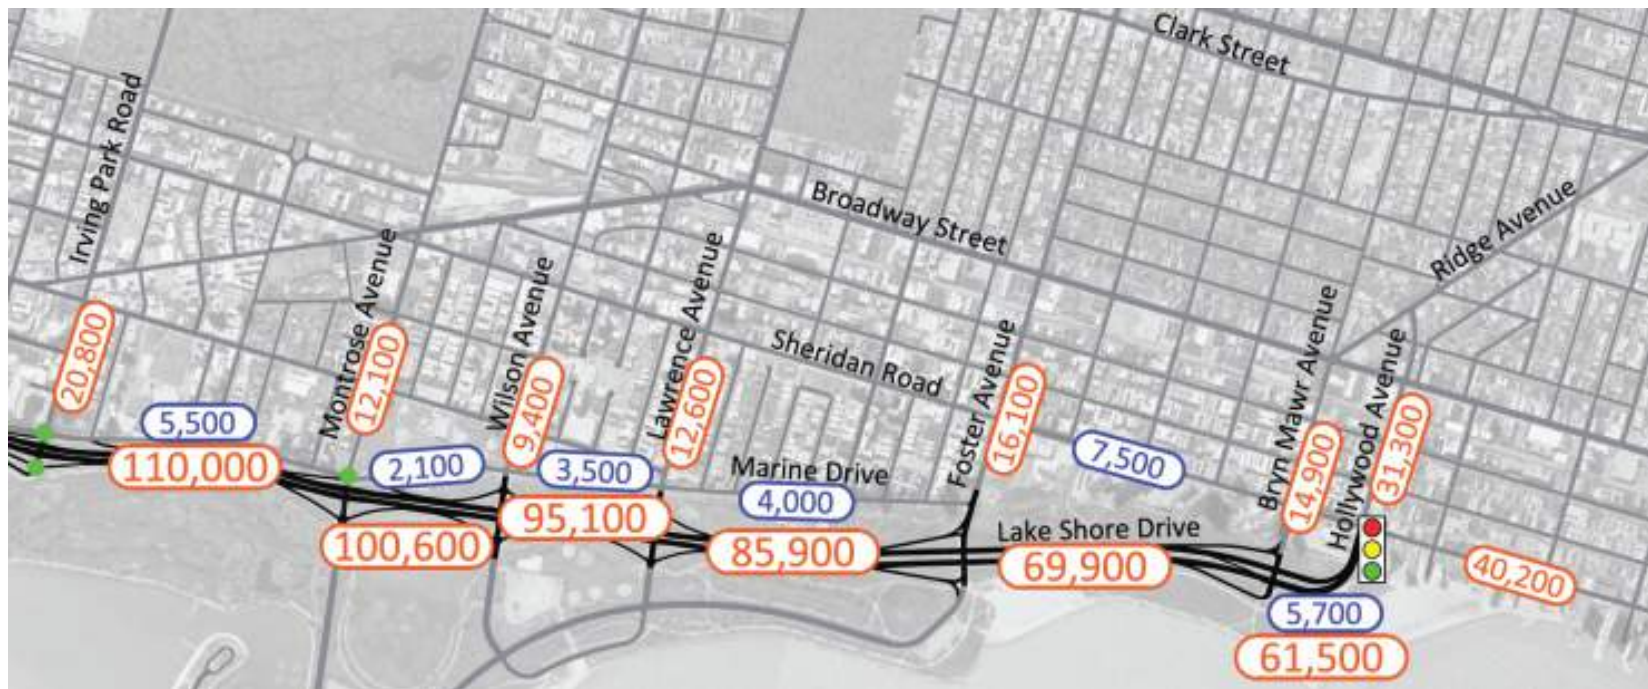 Clark Street
Irving Park Road
Broadway Street
Ridge Avenue
Montrose Avenue
Wilson Avenue
Lawrence Avenue
Sheridan Road
Foster Avenue
Bryn Mawr Avenue
Hollywood Avenue
20,800
12,100
9,400
12,600
16,100
14,900
31,300
5,500
110,000
2,100
3,500
Marine Drive
4,000
7,500
100,600
95,100
85,900
Lake Shore Drive
69,900
40,200
5,700
61,500